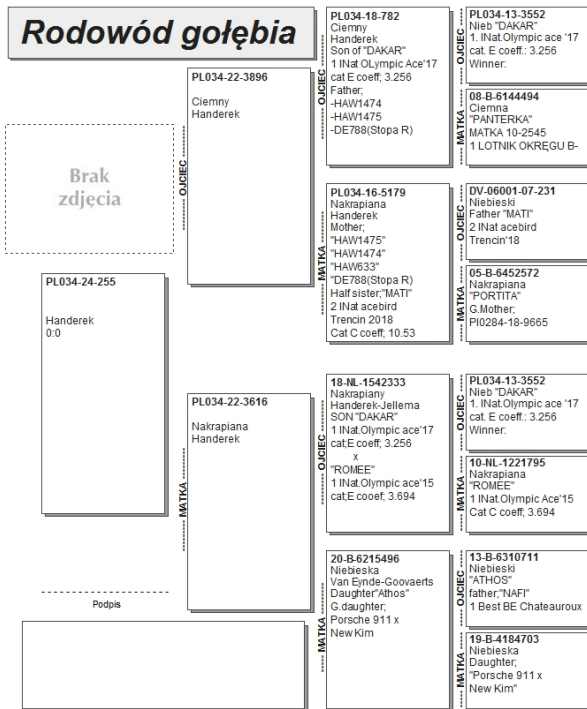 Rodowód gołębia
Brak
zdjęcia
PL034-24-255
Handerek
0:0
Podpis
OJCIEC
PL034-22-3896
Ciemny
Handerek
MATKA
PL034-22-3616
Nakrapiana
Handerek
OJCIEC
PL034-18-782
Ciemny
Handerek
Son of "DAKAR"
1 INat OLympic Ace'17
cat E coeff; 3.256
Father;
-HAW1474
-HAW1475
-DE788(Stopa R)
MATKA
PL034-16-5179
Nakrapiana
Handerek
Mother;
"HAW1475"
"HAW1474"
"HAW633"
"DE788(Stopa R)
Half sister;"MATI"
2 INat acebird
Trencin 2018
Cat C coeff; 10.53
OJCIEC
18-NL-1542333
Nakrapiany
Handerek-Jellema
SON "DAKAR"
1 INat.Olympic ace'17
cat;E coeff; 3.256
x
"ROMEE"
1 INat.Olympic ace'15
cat;E cooef; 3.694
MATKA
20-B-6215496
Niebieska
Van Eynde-Goovaerts
Daughter"Athos"
G.daughter;
Porsche 911 x
New Kim
OJCIEC
PL034-13-3552
Nieb "DAKAR"
1. INat.Olympic ace '17
cat. E coeff.: 3.256
Winner:
MATKA
08-B-6144494
Ciemna
"PANTERKA"
MATKA 10-2545
1 LOTNIK OKRĘGU B-
OJCIEC
DV-06001-07-231
Niebieski
Father "MATI"
2 INat acebird
Trencin'18
MATKA
05-B-6452572
Nakrapiana
"PORTITA"
G.Mother;
Pl0284-18-9665
OJCIEC
PL034-13-3552
Nieb "DAKAR"
1. INat.Olympic ace '17
cat. E coeff.: 3.256
Winner:
MATKA
10-NL-1221795
Nakrapiana
"ROMEE"
1 INat.Olympic Ace'15
Cat C coeff; 3.694
OJCIEC
13-B-6310711
Niebieski
"ATHOS"
father;"NAFI"
1 Best BE Chateauroux
MATKA
19-B-4184703
Niebieska
Daughter;
"Porsche 911 x
New Kim"